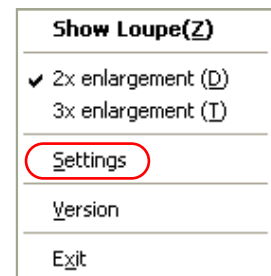 Show Loupe(Z)
2x enlargement (D)
3x enlargement (T)
Settings
Version
Exit